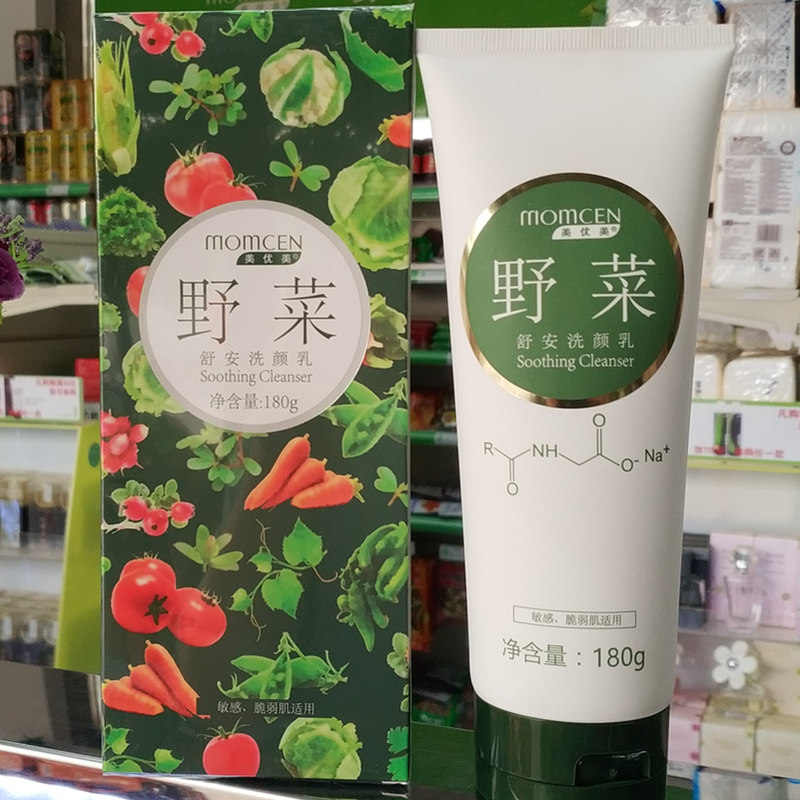 momcen
美优美®
野菜
舒安洗颜乳
Soothing Cleanser
净含量:180g
敏感、脆弱肌适用
momcen
美优美®
野菜
舒安洗颜乳
Soothing Cleanser
R
NH
O
O
O- Na+
敏感、脆弱肌适用
净含量：180g